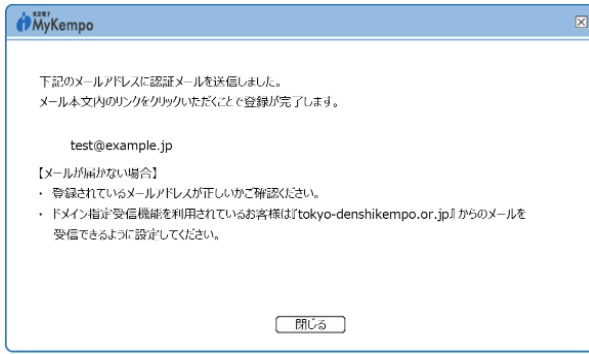 東京電子
MyKempo
下記のメールアドレスに認証メールを送信しました。
メール本文内のリンクをクリックいただくことで登録が完了します。
test@example.jp
【メールが届かない場合】
・ 登録されているメールアドレスが正しいかご確認ください。
・ ドメイン指定受信機能を利用されているお客様は『tokyo-denshikempo.or.jp』からのメールを
受信できるように設定してください。
閉じる